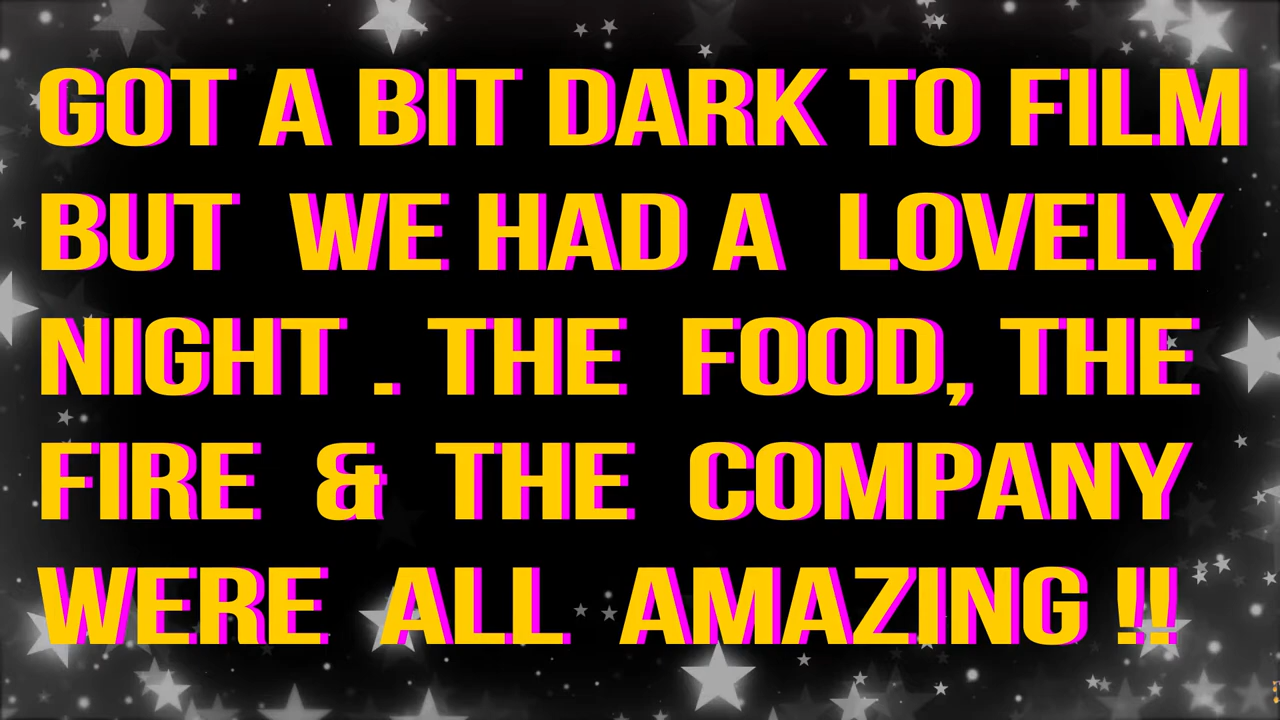 GOT A BIT DARK TO FILM
BUT WE HAD A LOVELY
NIGHT . THE FOOD, THE
FIRE & THE COMPANY
WERE ALL AMAZING !!